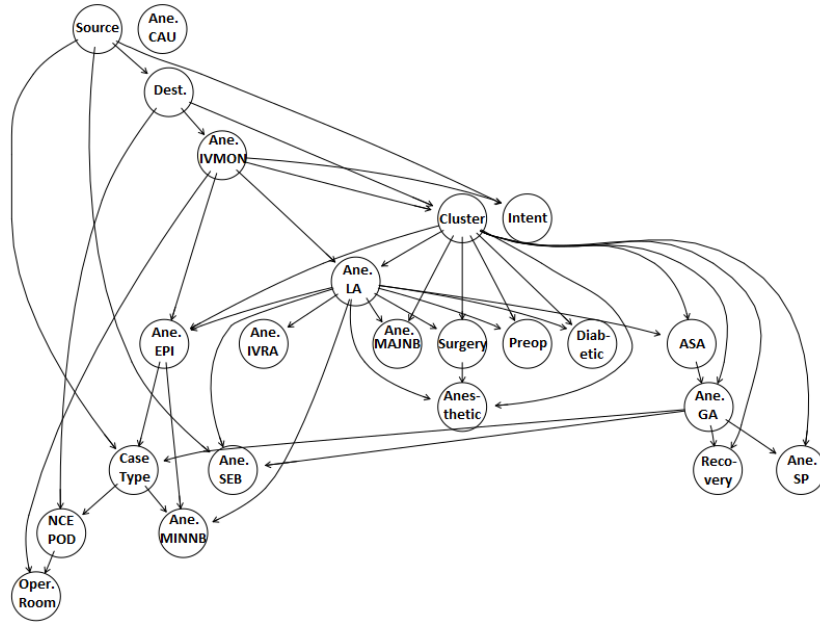 Source
Ane.
CAU
Dest.
Ane.
IVMON
Cluster
Intent
Ane.
LA
Ane.
EPI
Ane.
IVRA
Ane.
MAJNB
Surgery
Preop
Diab-
etic
ASA
Anes-
thetic
Ane.
GA
Case
Type
Ane.
SEB
Reco-
very
Ane.
SP
NCE
POD
Ane.
MINNB
Oper.
Room